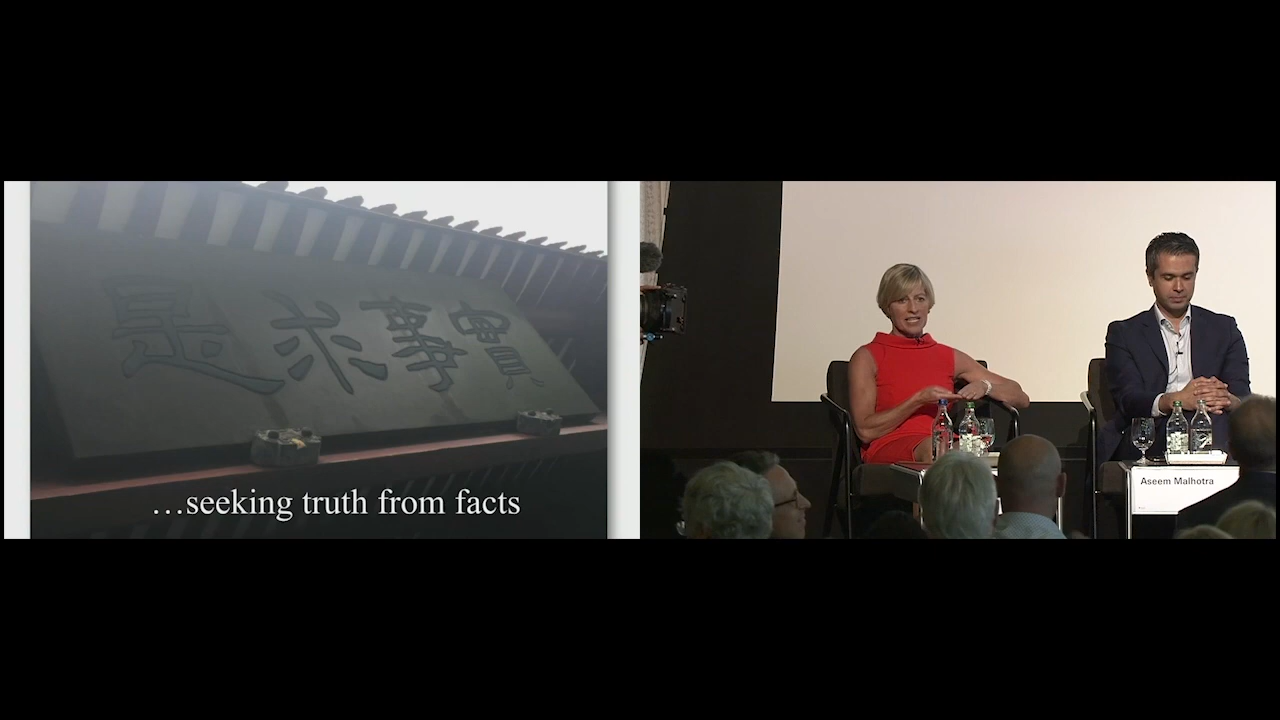 實事求是
…seeking truth from facts
Aseem Malhotra